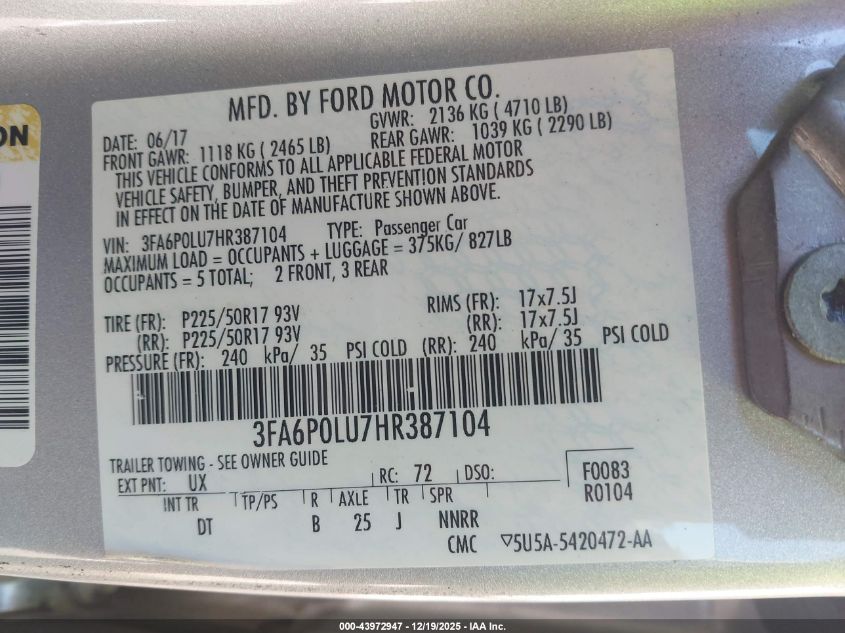 ON
MFD. BY FORD MOTOR CO.
DATE: 06/17 GVWR: 2136 KG ( 4710 LB)
FRONT GAWR: 1118 KG ( 2465 LB) REAR GAWR: 1039 KG ( 2290 LB)
THIS VEHICLE CONFORMS TO ALL APPLICABLE FEDERAL MOTOR
VEHICLE SAFETY, BUMPER, AND THEFT PREVENTION STANDARDS
IN EFFECT ON THE DATE OF MANUFACTURE SHOWN ABOVE.
VIN: 3FA6P0LU7HR387104 TYPE: Passenger Car
MAXIMUM LOAD = OCCUPANTS + LUGGAGE = 375KG/ 827LB
OCCUPANTS = 5 TOTAL; 2 FRONT, 3 REAR
TIRE (FR): P225/50R17 93V RIMS (FR): 17x7.5J
(RR): P225/50R17 93V (RR): 17x7.5J
PRESSURE (FR): 240 kPa/ 35 PSI COLD (RR): 240 kPa/ 35 PSI COLD
3FA6P0LU7HR387104
TRAILER TOWING - SEE OWNER GUIDE
EXT PNT: UX RC: 72 DSO: F0083
R0104
INT TR TP/PS R AXLE TR SPR
DT B 25 J NNRR
CMC ▽5U5A-5420472-AA
000-43972947 - 12/19/2025 - IAA Inc.